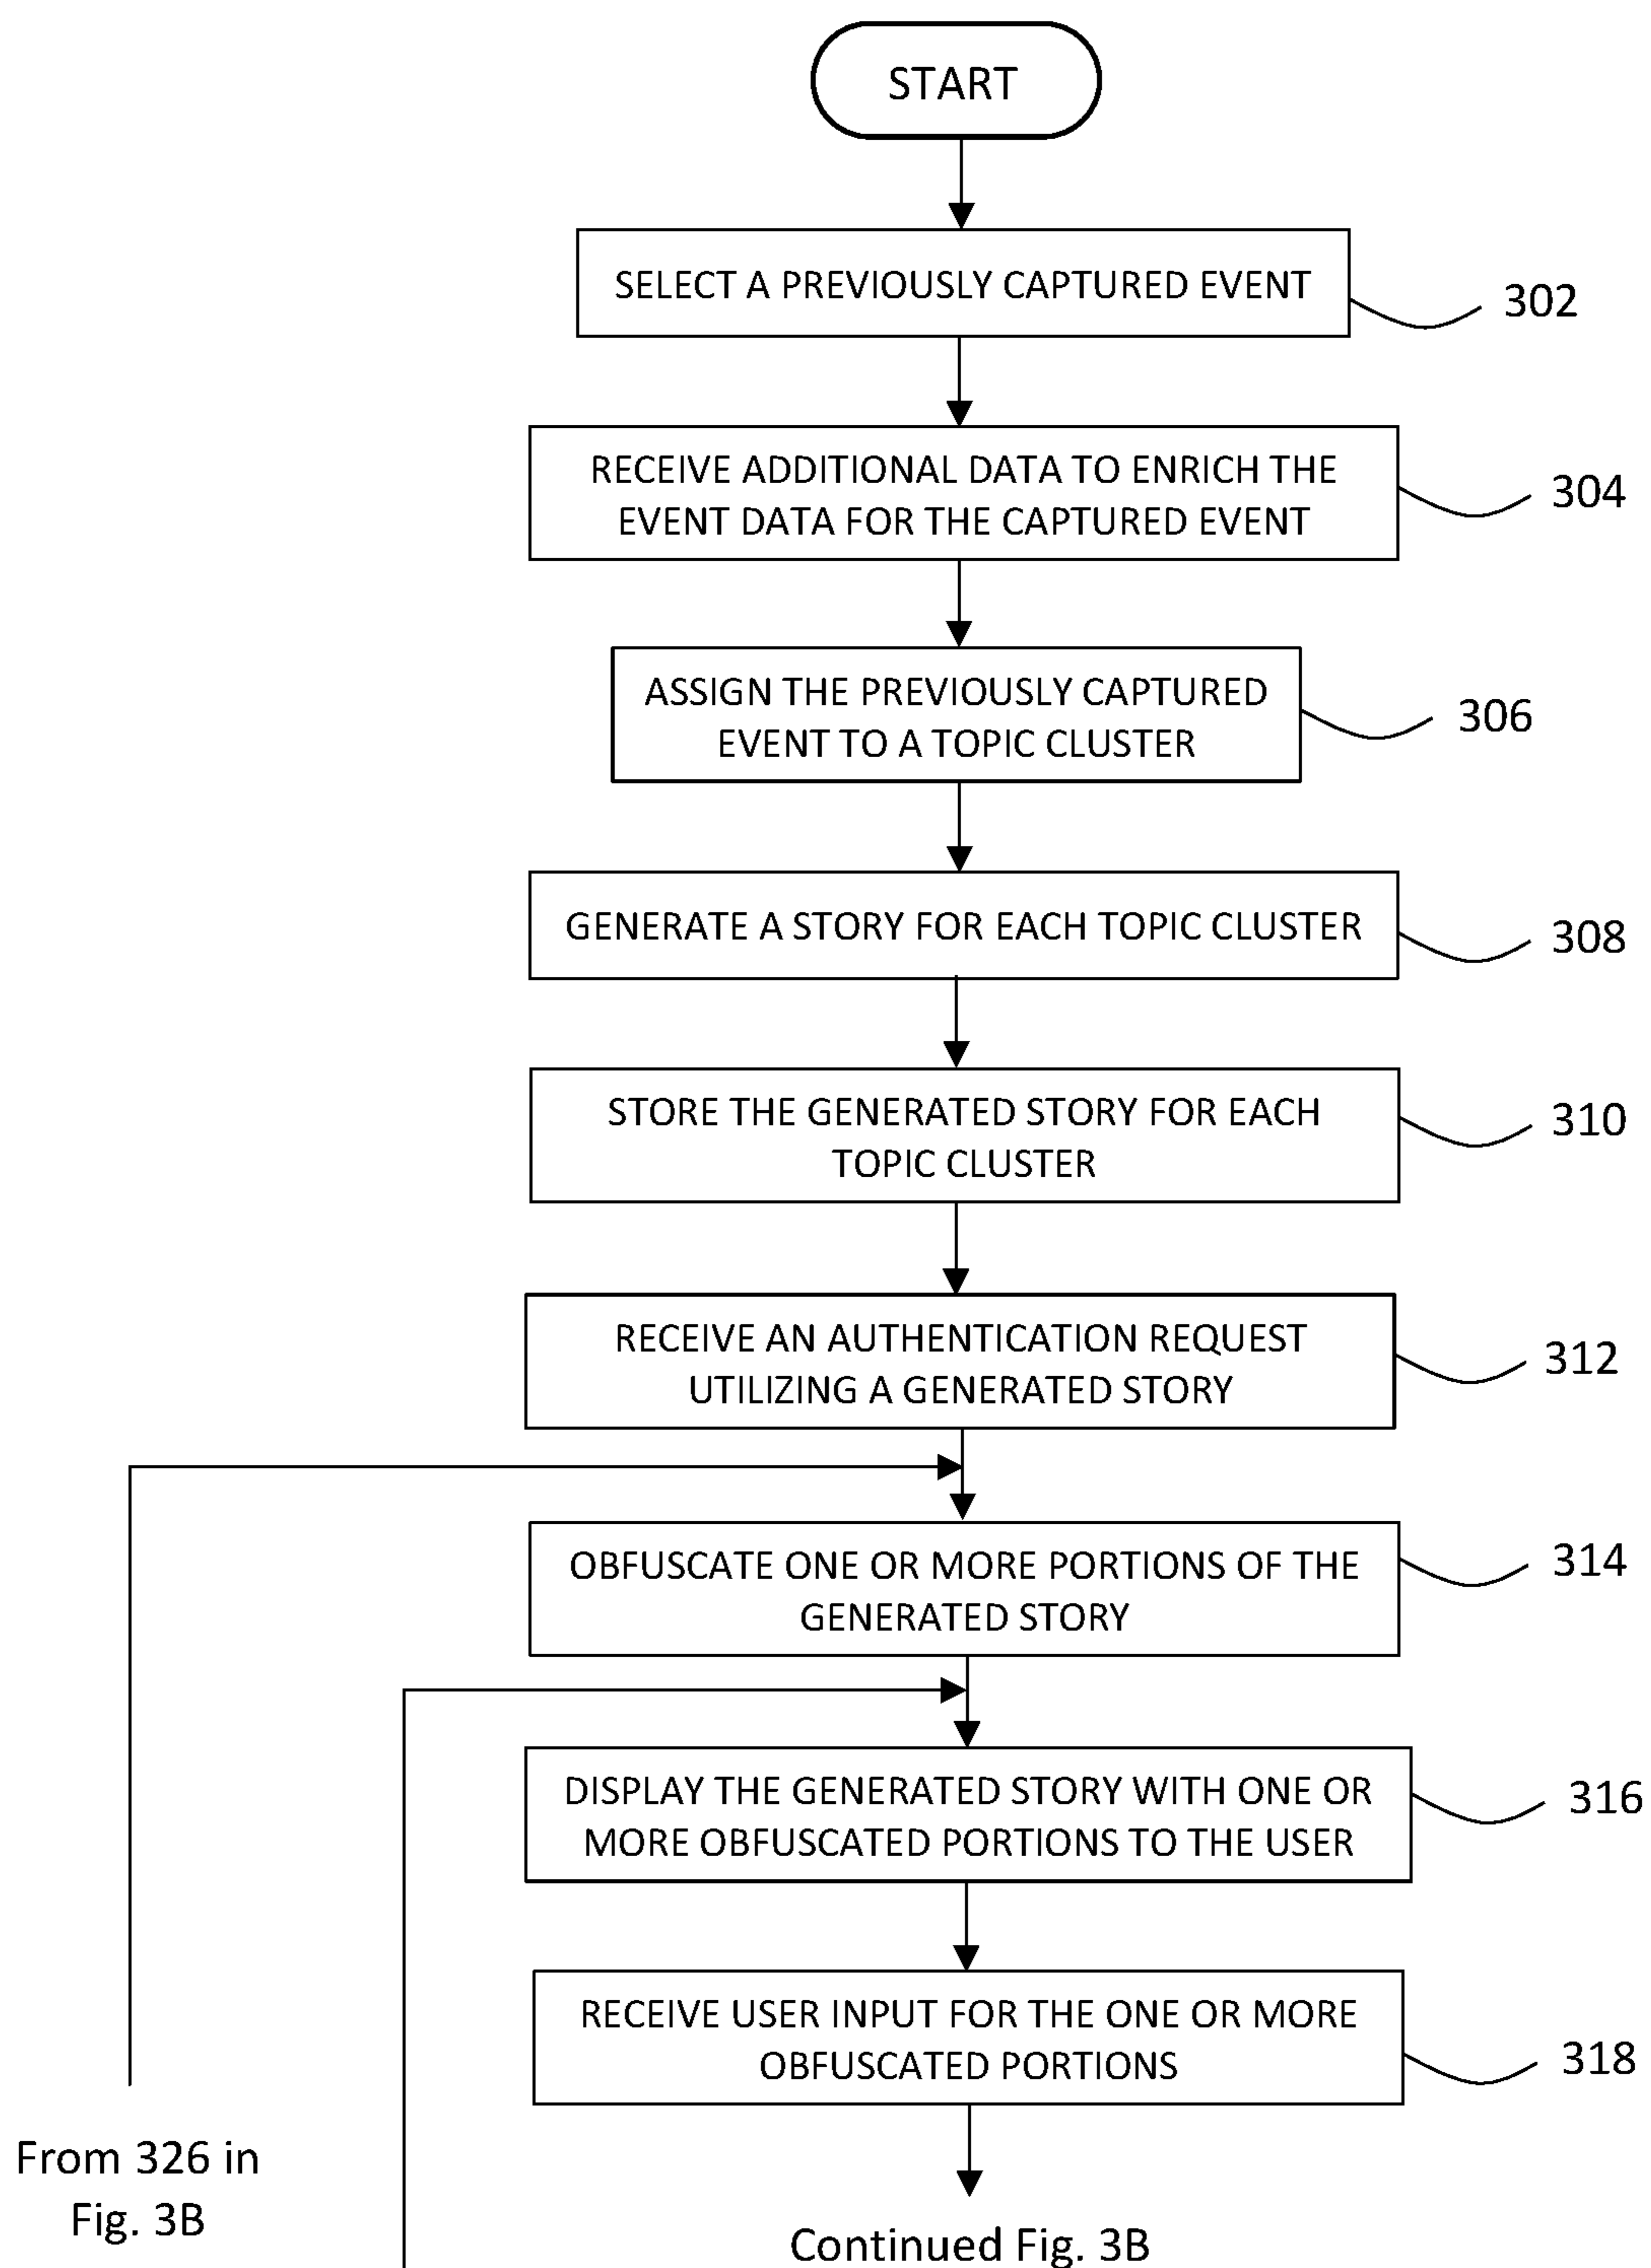 START
SELECT A PREVIOUSLY CAPTURED EVENT
302
RECEIVE ADDITIONAL DATA TO ENRICH THE
EVENT DATA FOR THE CAPTURED EVENT
304
ASSIGN THE PREVIOUSLY CAPTURED
EVENT TO A TOPIC CLUSTER
306
GENERATE A STORY FOR EACH TOPIC CLUSTER
308
STORE THE GENERATED STORY FOR EACH
TOPIC CLUSTER
310
RECEIVE AN AUTHENTICATION REQUEST
UTILIZING A GENERATED STORY
312
OBFUSCATE ONE OR MORE PORTIONS OF THE
GENERATED STORY
314
DISPLAY THE GENERATED STORY WITH ONE OR
MORE OBFUSCATED PORTIONS TO THE USER
316
RECEIVE USER INPUT FOR THE ONE OR MORE
OBFUSCATED PORTIONS
318
From 326 in
Fig. 3B
Continued Fig. 3B